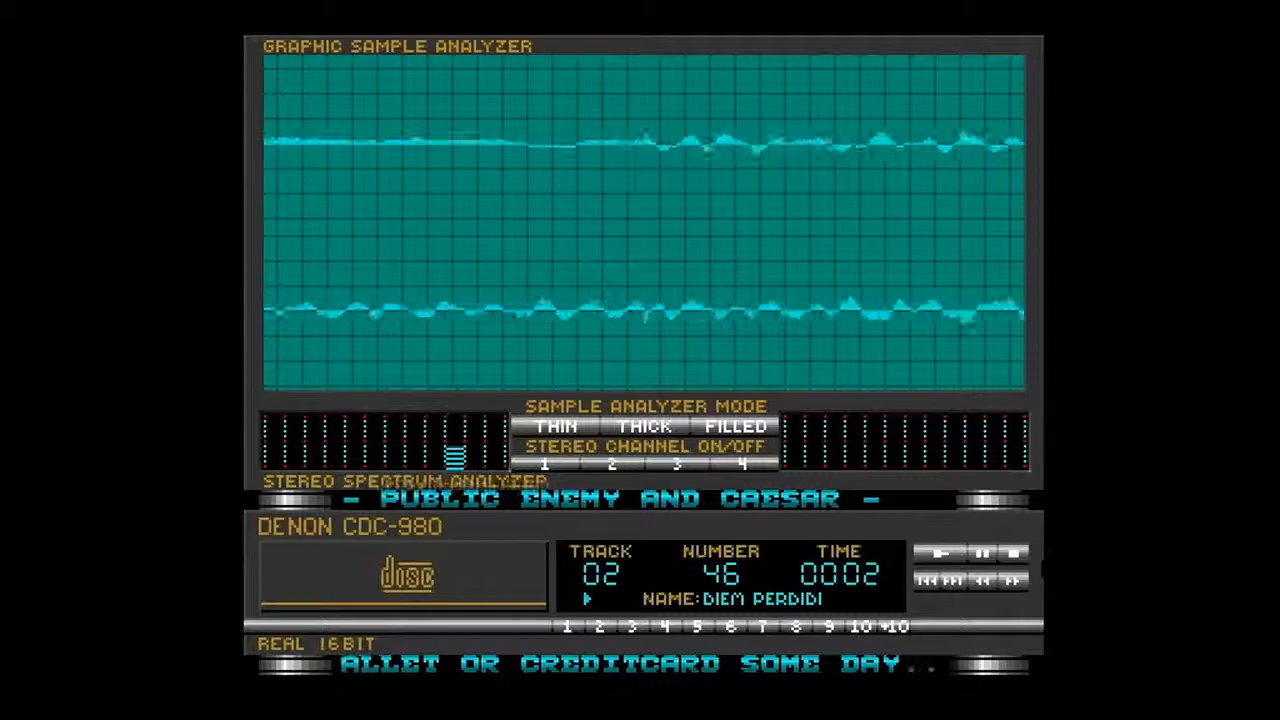 GRAPHIC SAMPLE ANALYZER
SAMPLE ANALYZER MODE
THIN THICK FILLED
STEREO CHANNEL ON/OFF
1 2 3 4
STEREO SPECTRUM ANALYZER
- PUBLIC ENEMY AND CAESAR -
DENON CDC-980
disc
TRACK NUMBER TIME
02 46 0002
NAME:DIEM PERDIDI
1 2 3 4 5 6 7 8 9 10 +10
REAL 16BIT
ALLET OR CREDITCARD SOME DAY..